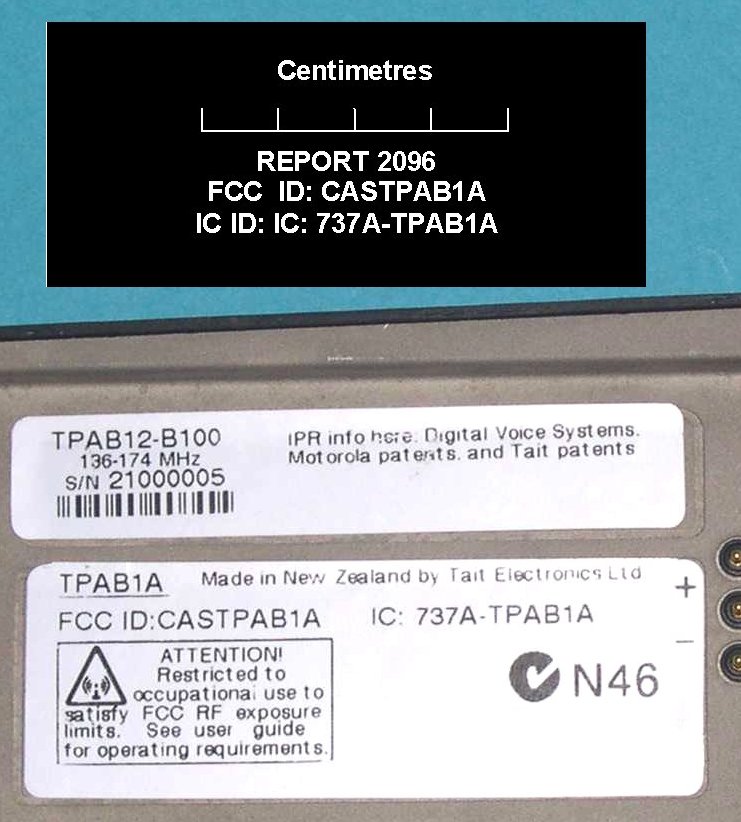 Centimetres
REPORT 2096
FCC ID: CASTPAB1A
IC ID: IC: 737A-TPAB1A
TPAB12-B100
136-174 MHz
S/N 21000005
IPR info here: Digital Voice Systems.
Motorola patents. and Tait patents
TPAB1A Made in New Zealand by Tait Electronics Ltd
+
FCC ID:CASTPAB1A IC: 737A-TPAB1A
−
ATTENTION!
Restricted to
occupational use to
satisfy FCC RF exposure
limits. See user guide
for operating requirements.
N46